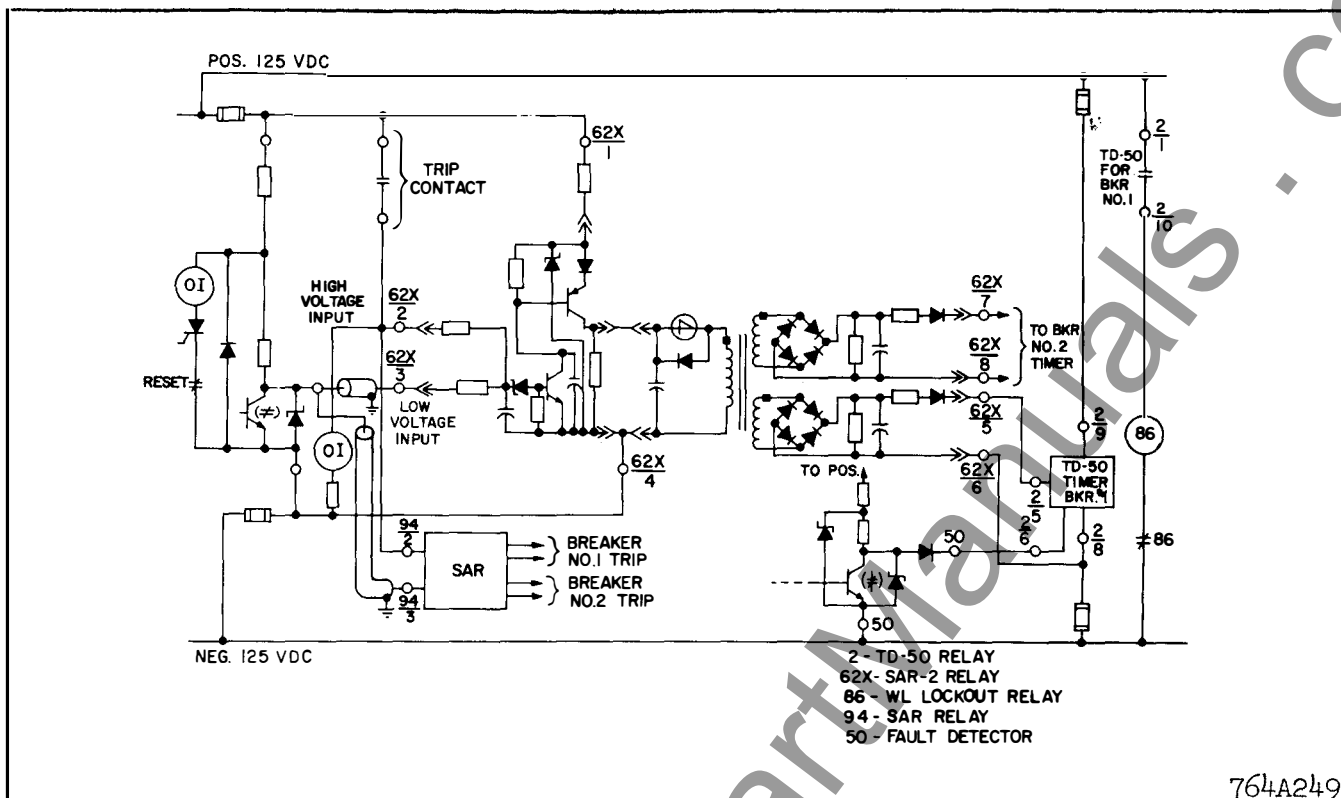 POS. 125 VDC
62X
1
TRIP
CONTACT
2
1
TD-50
FOR
BKR
NO.1
2
10
OI
HIGH
VOLTAGE
INPUT
62X
2
62X
3
LOW
VOLTAGE
INPUT
RESET
(≠)
OI
62X
4
62X
7
62X
8
TO BKR
NO. 2
TIMER
62X
5
62X
6
2
9
86
TD-50
TIMER
BKR.#1
TO POS.
2
5
2
6
2
8
86
50
(≠)
50
94
2
SAR
BREAKER
NO.1 TRIP
BREAKER
NO.2 TRIP
94
3
NEG. 125 VDC
2 - TD-50 RELAY
62X - SAR-2 RELAY
86 - WL LOCKOUT RELAY
94 - SAR RELAY
50 - FAULT DETECTOR
764A249